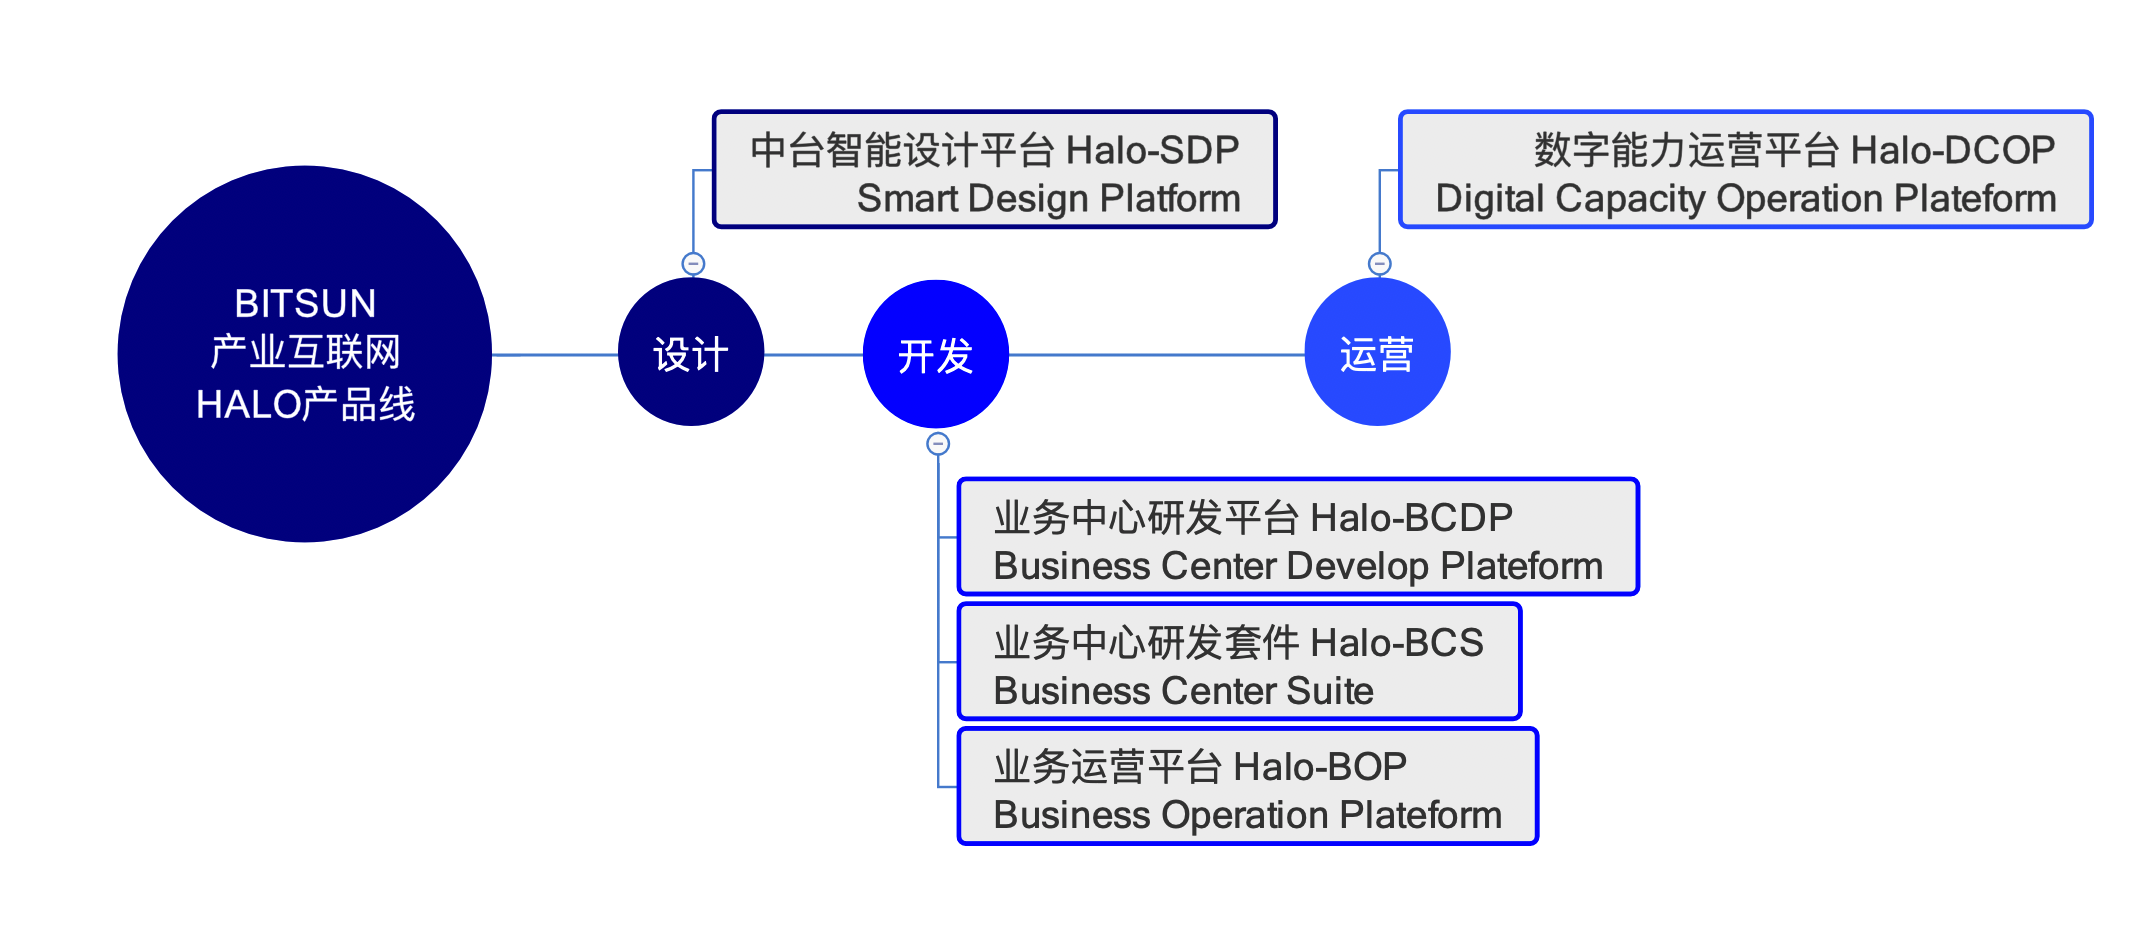 BITSUN
产业互联网
HALO产品线
中台智能设计平台 Halo-SDP
Smart Design Platform
设计
开发
业务中心研发平台 Halo-BCDP
Business Center Develop Plateform
业务中心研发套件 Halo-BCS
Business Center Suite
业务运营平台 Halo-BOP
Business Operation Plateform
数字能力运营平台 Halo-DCOP
Digital Capacity Operation Plateform
运营